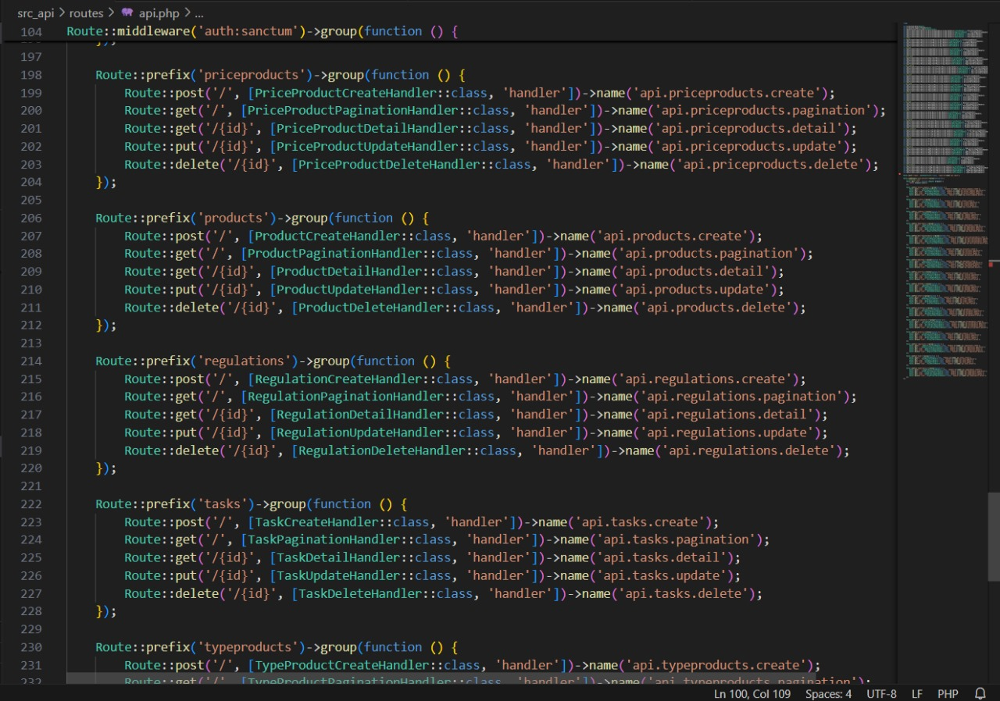 src_api > routes > api.php > ...
104 Route::middleware('auth:sanctum')->group(function () {
});
197
198 Route::prefix('priceproducts')->group(function () {
199 Route::post('/', [PriceProductCreateHandler::class, 'handler'])->name('api.priceproducts.create');
200 Route::get('/', [PriceProductPaginationHandler::class, 'handler'])->name('api.priceproducts.pagination');
201 Route::get('/{id}', [PriceProductDetailHandler::class, 'handler'])->name('api.priceproducts.detail');
202 Route::put('/{id}', [PriceProductUpdateHandler::class, 'handler'])->name('api.priceproducts.update');
203 Route::delete('/{id}', [PriceProductDeleteHandler::class, 'handler'])->name('api.priceproducts.delete');
204 });
205
206 Route::prefix('products')->group(function () {
207 Route::post('/', [ProductCreateHandler::class, 'handler'])->name('api.products.create');
208 Route::get('/', [ProductPaginationHandler::class, 'handler'])->name('api.products.pagination');
209 Route::get('/{id}', [ProductDetailHandler::class, 'handler'])->name('api.products.detail');
210 Route::put('/{id}', [ProductUpdateHandler::class, 'handler'])->name('api.products.update');
211 Route::delete('/{id}', [ProductDeleteHandler::class, 'handler'])->name('api.products.delete');
212 });
213
214 Route::prefix('regulations')->group(function () {
215 Route::post('/', [RegulationCreateHandler::class, 'handler'])->name('api.regulations.create');
216 Route::get('/', [RegulationPaginationHandler::class, 'handler'])->name('api.regulations.pagination');
217 Route::get('/{id}', [RegulationDetailHandler::class, 'handler'])->name('api.regulations.detail');
218 Route::put('/{id}', [RegulationUpdateHandler::class, 'handler'])->name('api.regulations.update');
219 Route::delete('/{id}', [RegulationDeleteHandler::class, 'handler'])->name('api.regulations.delete');
220 });
221
222 Route::prefix('tasks')->group(function () {
223 Route::post('/', [TaskCreateHandler::class, 'handler'])->name('api.tasks.create');
224 Route::get('/', [TaskPaginationHandler::class, 'handler'])->name('api.tasks.pagination');
225 Route::get('/{id}', [TaskDetailHandler::class, 'handler'])->name('api.tasks.detail');
226 Route::put('/{id}', [TaskUpdateHandler::class, 'handler'])->name('api.tasks.update');
227 Route::delete('/{id}', [TaskDeleteHandler::class, 'handler'])->name('api.tasks.delete');
228 });
229
230 Route::prefix('typeproducts')->group(function () {
231 Route::post('/', [TypeProductCreateHandler::class, 'handler'])->name('api.typeproducts.create');
232 Route::get('/', [TypeProductPaginationHandler::class, 'handler'])->name('api.typeproducts.pagination');
Ln 100, Col 109 Spaces: 4 UTF-8 LF PHP